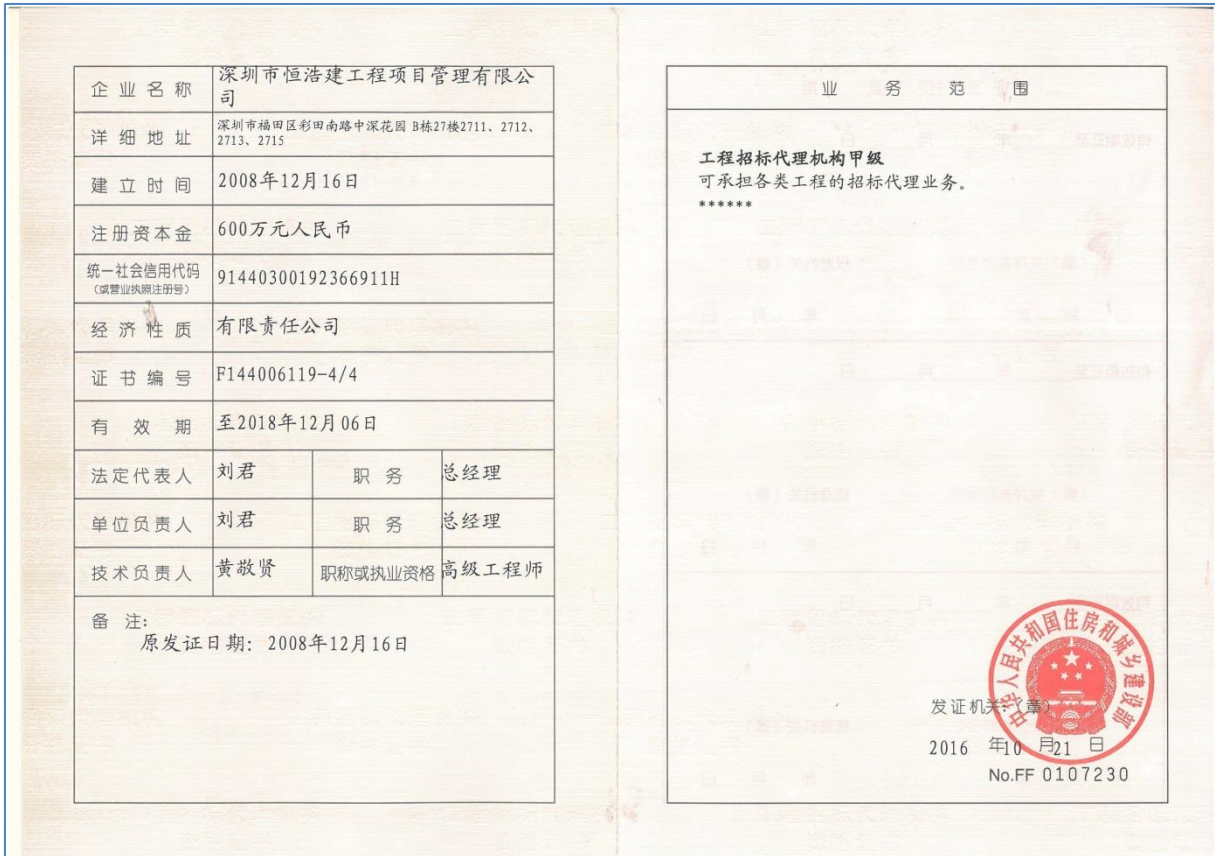 企业名称
深圳市恒浩建工程项目管理有限公
司
详细地址
深圳市福田区彩田南路中深花园 B栋27楼2711、2712、
2713、2715
建立时间
2008年12月16日
注册资本金
600万元人民币
统一社会信用代码
(或营业执照注册号)
91440300192366911H
经济性质
有限责任公司
证书编号
F144006119-4/4
有效期
至2018年12月06日
法定代表人 刘君 职务 总经理
单位负责人 刘君 职务 总经理
技术负责人 黄敬贤 职称或执业资格 高级工程师
备注:
原发证日期: 2008年12月16日
业务范围
工程招标代理机构甲级
可承担各类工程的招标代理业务。
******
中华人民共和国住房和城乡建设部
发证机关:(章)
2016 年10 月21 日
No.FF 0107230